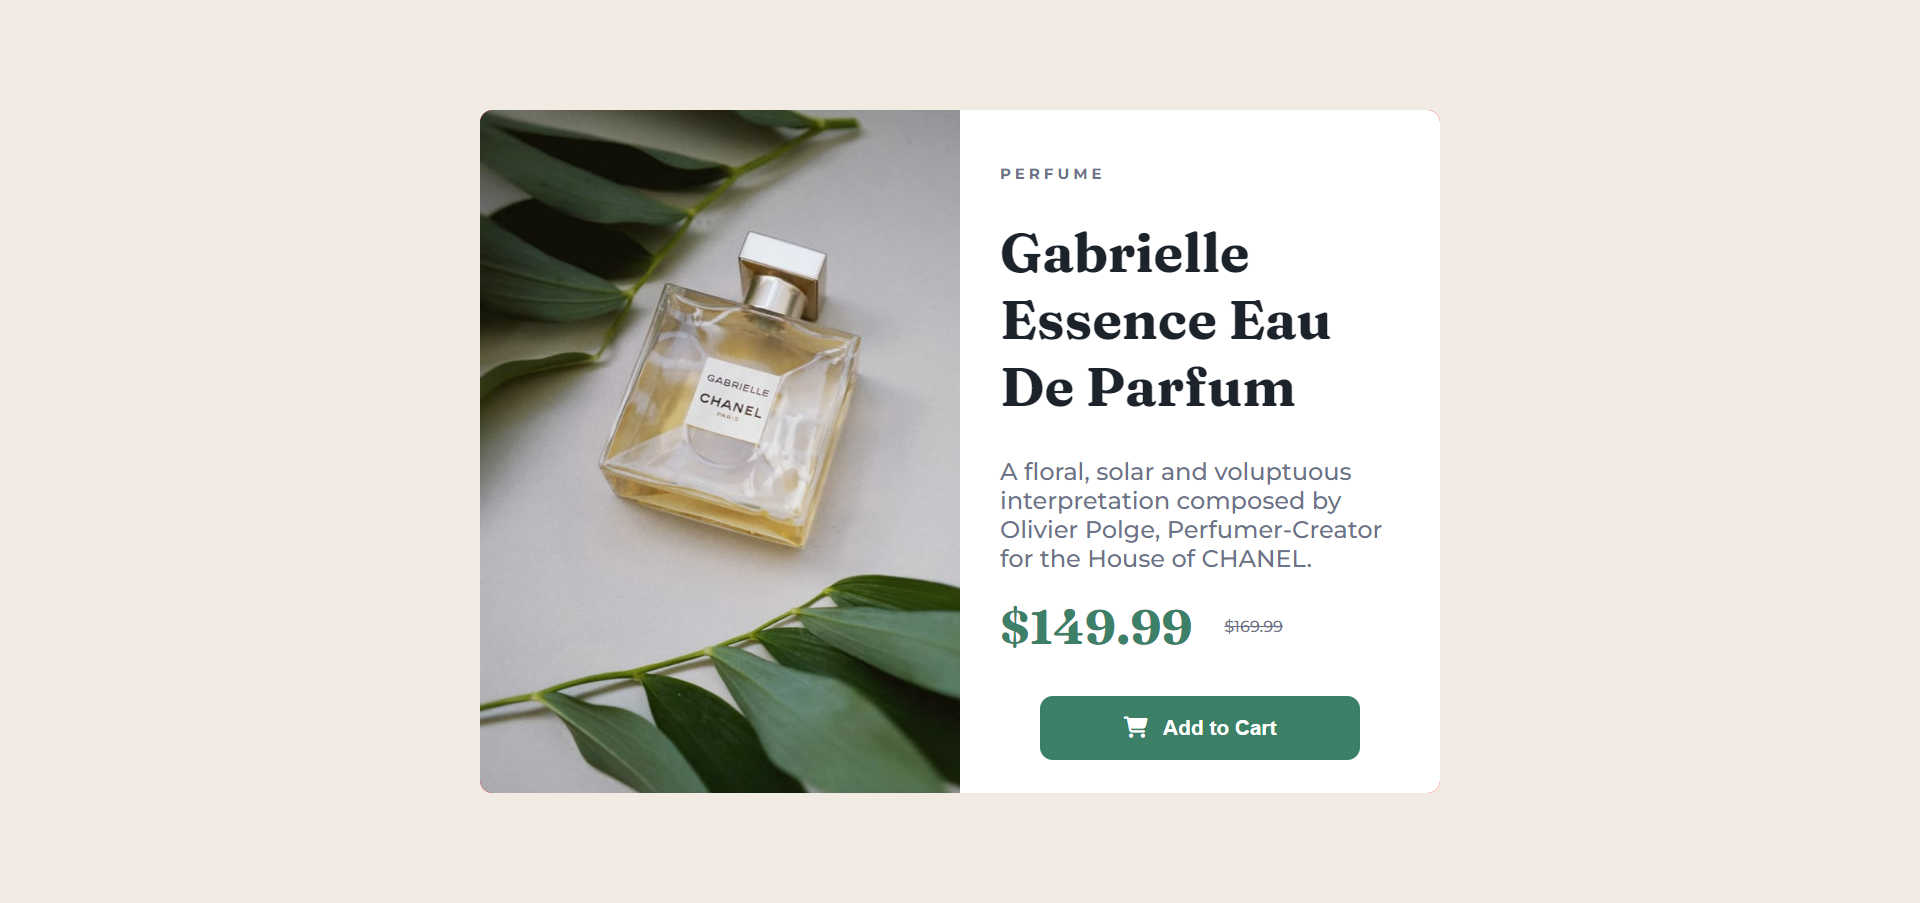 GABRIELLE
CHANEL
PARIS
PERFUME
Gabrielle
Essence Eau
De Parfum
A floral, solar and voluptuous
interpretation composed by
Olivier Polge, Perfumer-Creator
for the House of CHANEL.
$149.99 $169.99
Add to Cart